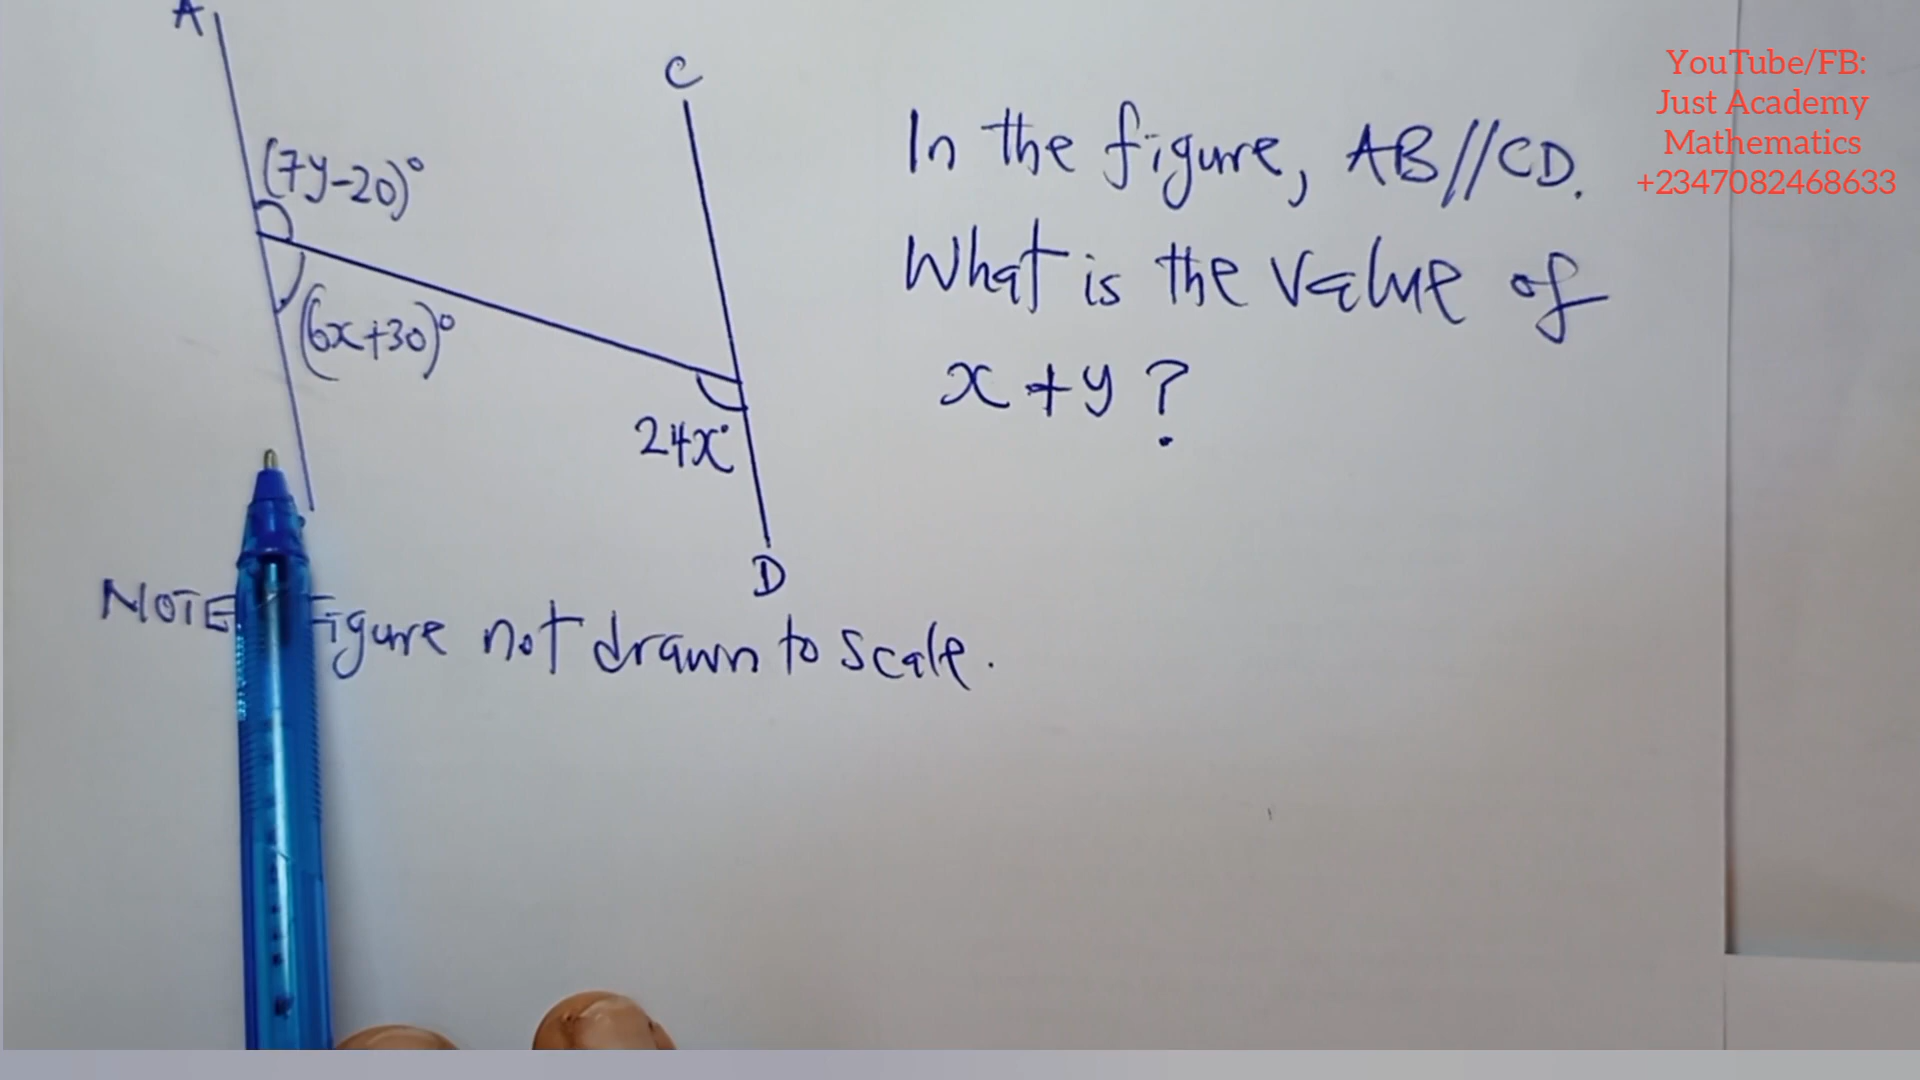 A
C
(7y-20)°
(6x+30)°
24x°
D
In the figure, AB//CD.
What is the value of
x + y ?
NOTE Figure not drawn to scale.
YouTube/FB:
Just Academy
Mathematics
+2347082468633